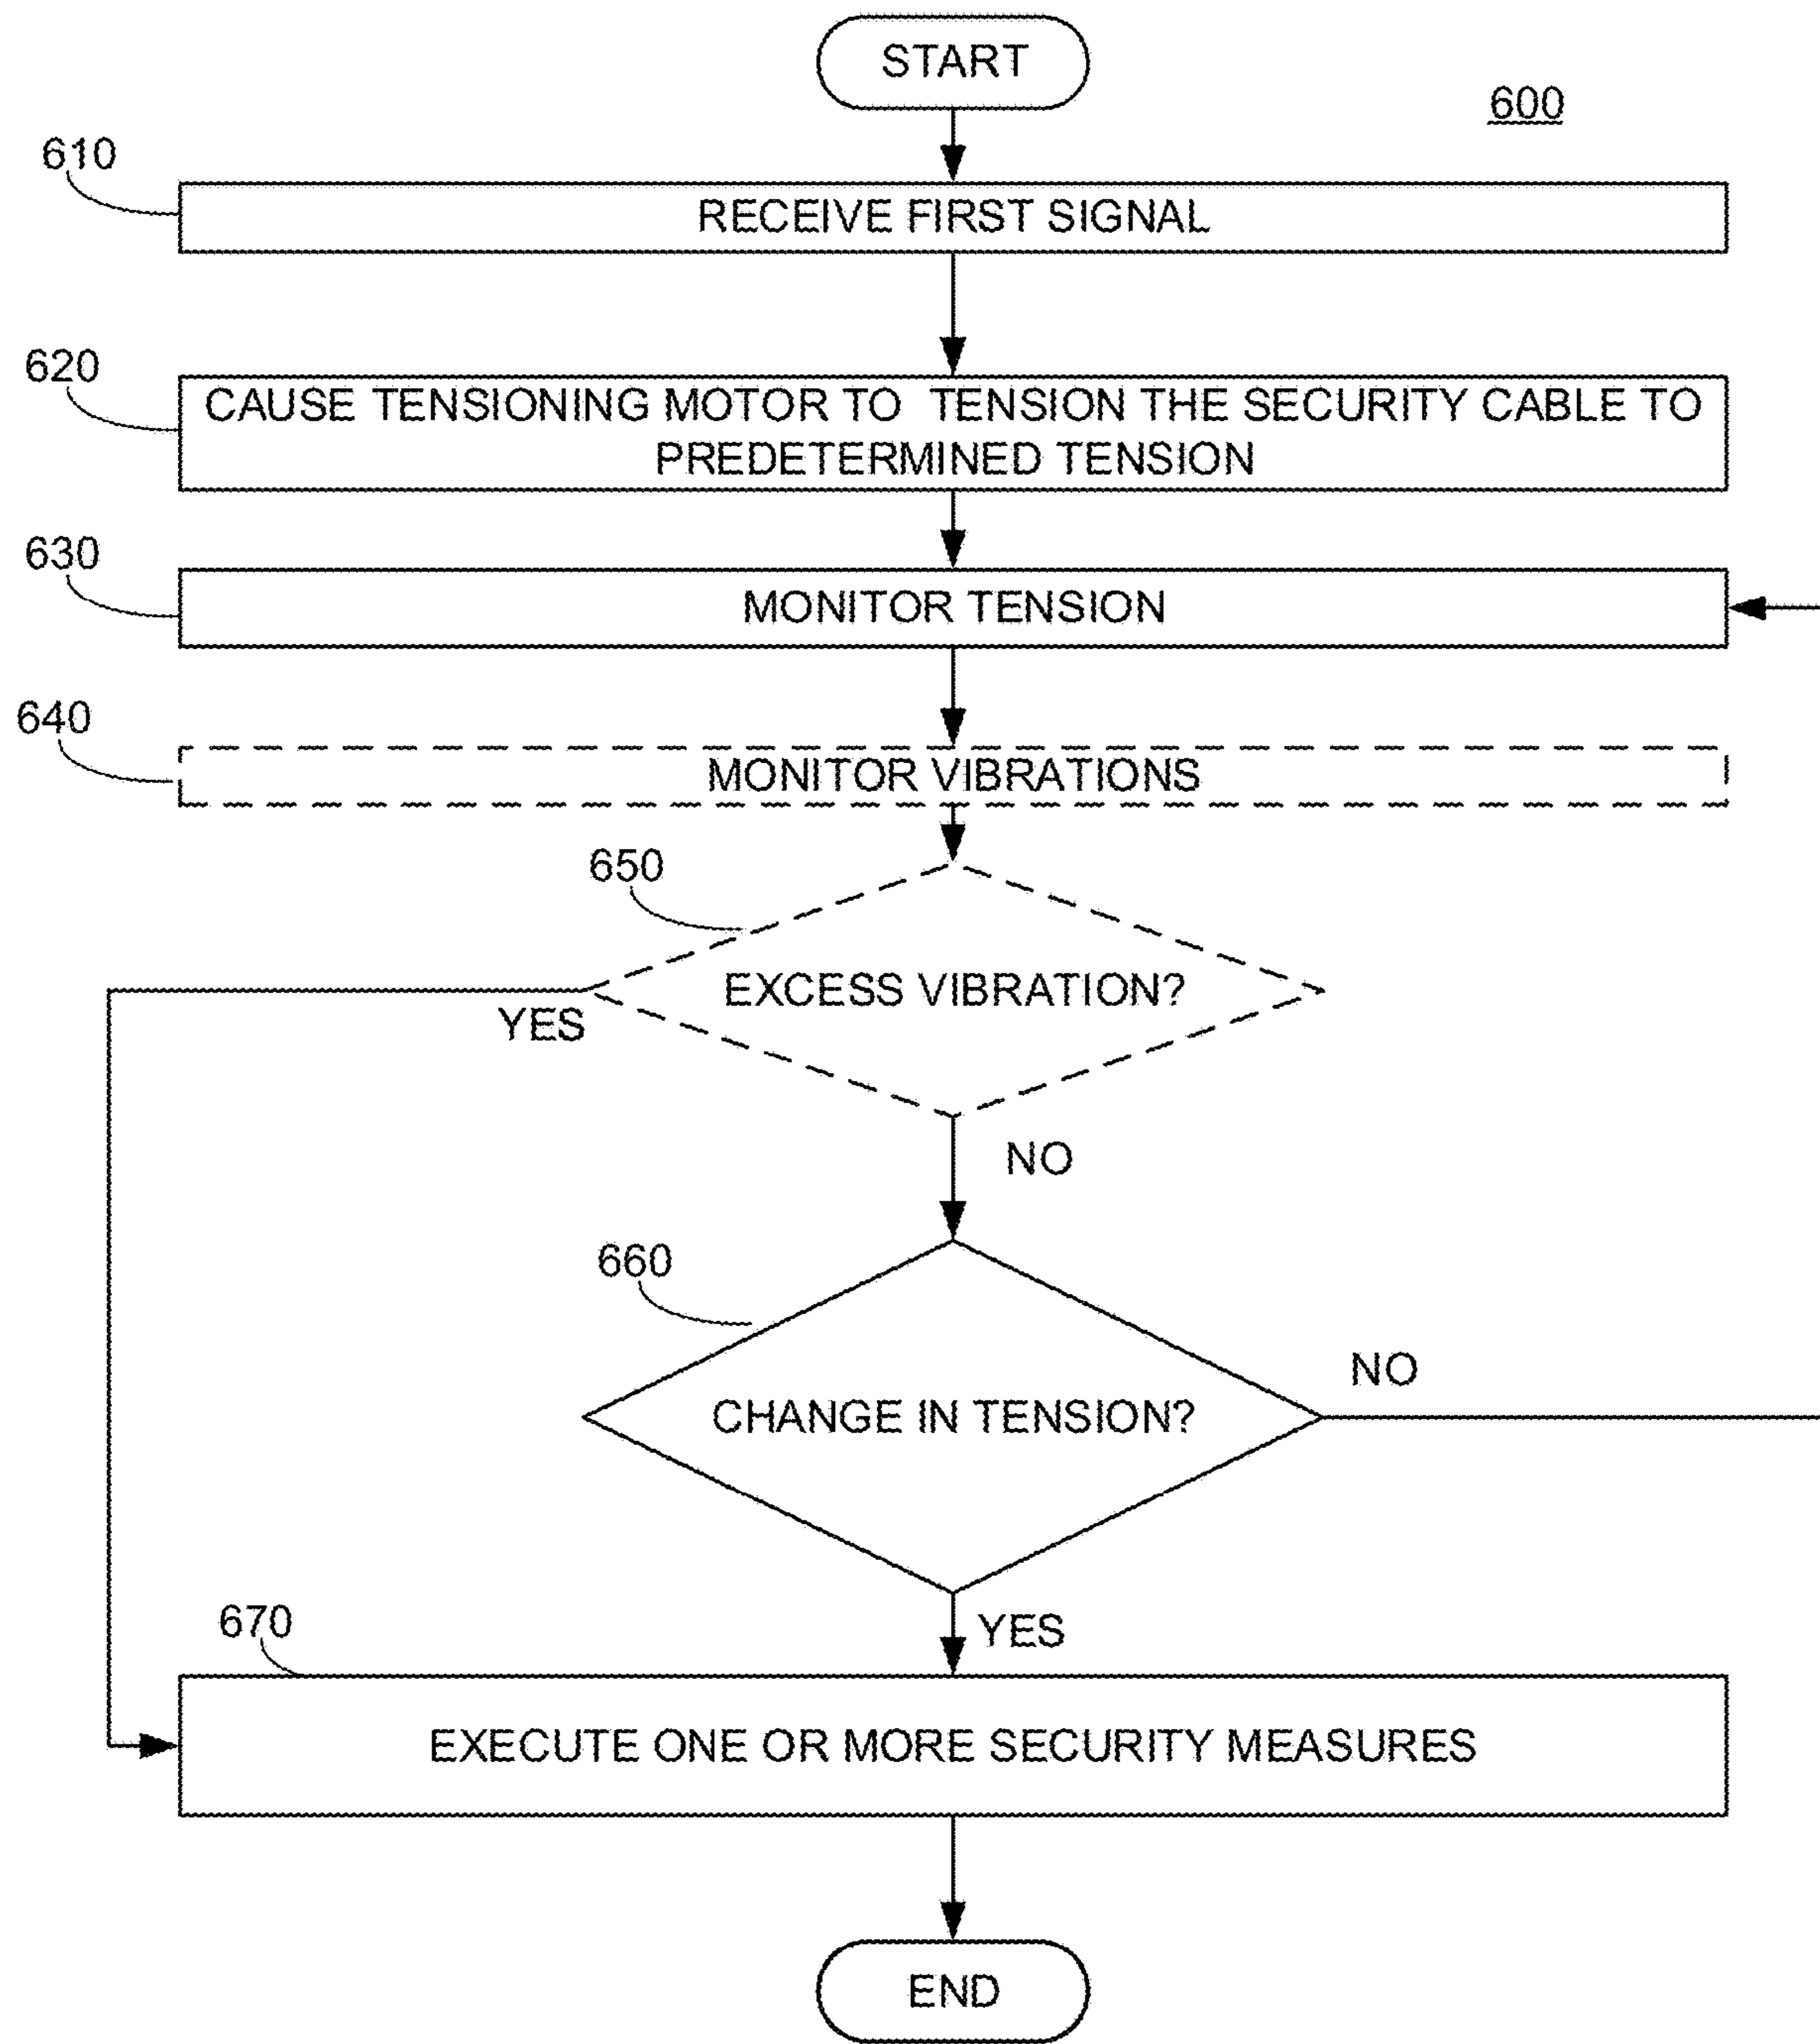 START
600
610
RECEIVE FIRST SIGNAL
620
CAUSE TENSIONING MOTOR TO TENSION THE SECURITY CABLE TO
PREDETERMINED TENSION
630
MONITOR TENSION
640
MONITOR VIBRATIONS
650
EXCESS VIBRATION?
YES
NO
660
NO
CHANGE IN TENSION?
670
YES
EXECUTE ONE OR MORE SECURITY MEASURES
END